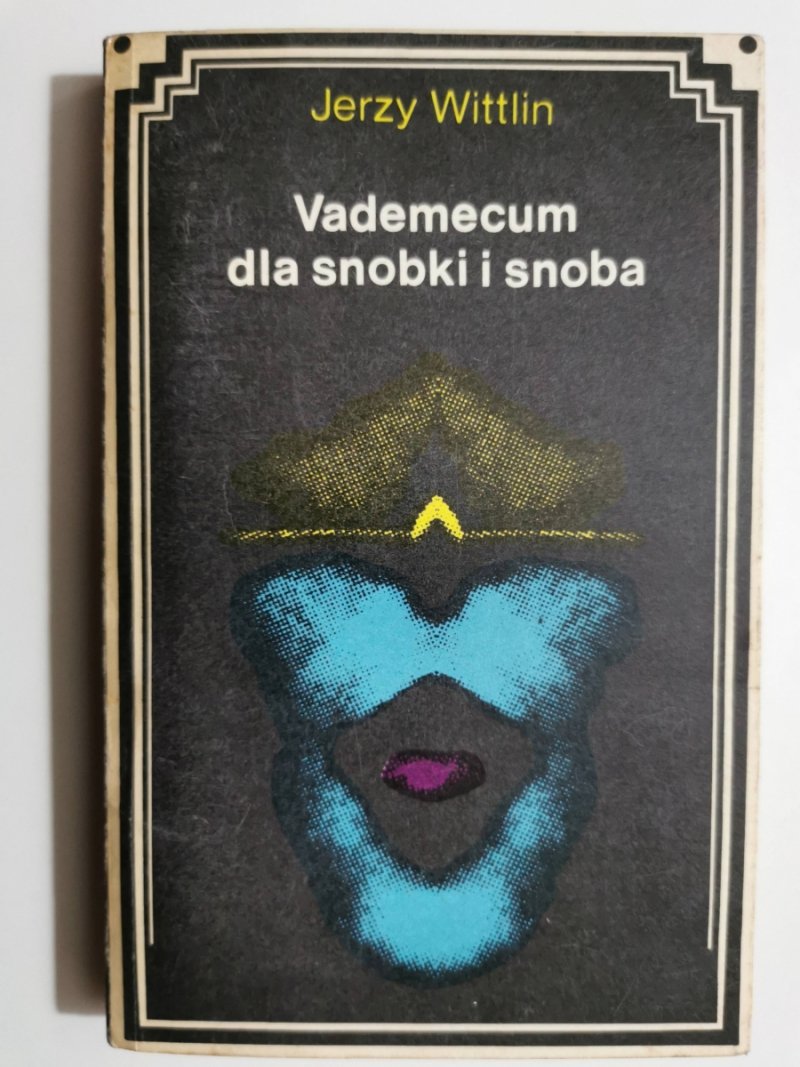 Jerzy Wittlin
Vademecum
dla snobki i snoba